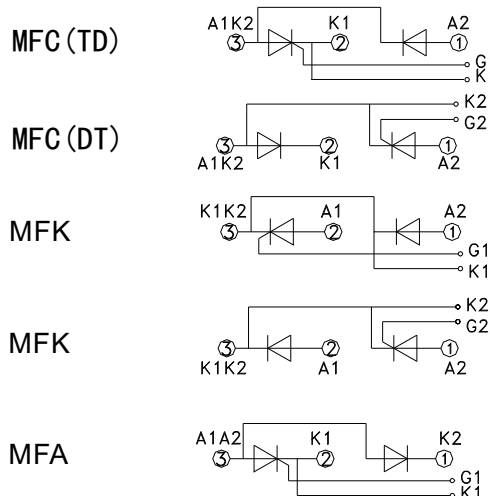 MFC(TD)
A1K2 K1 A2
3 2 1
G
K
MFC(DT)
K2
G2
3 2 1
A1K2 K1 A2
MFK
K1K2 A1 A2
3 2 1
G1
K1
MFK
K2
G2
3 2 1
K1K2 A1 A2
MFA
A1A2 K1 K2
3 2 1
G1
K1